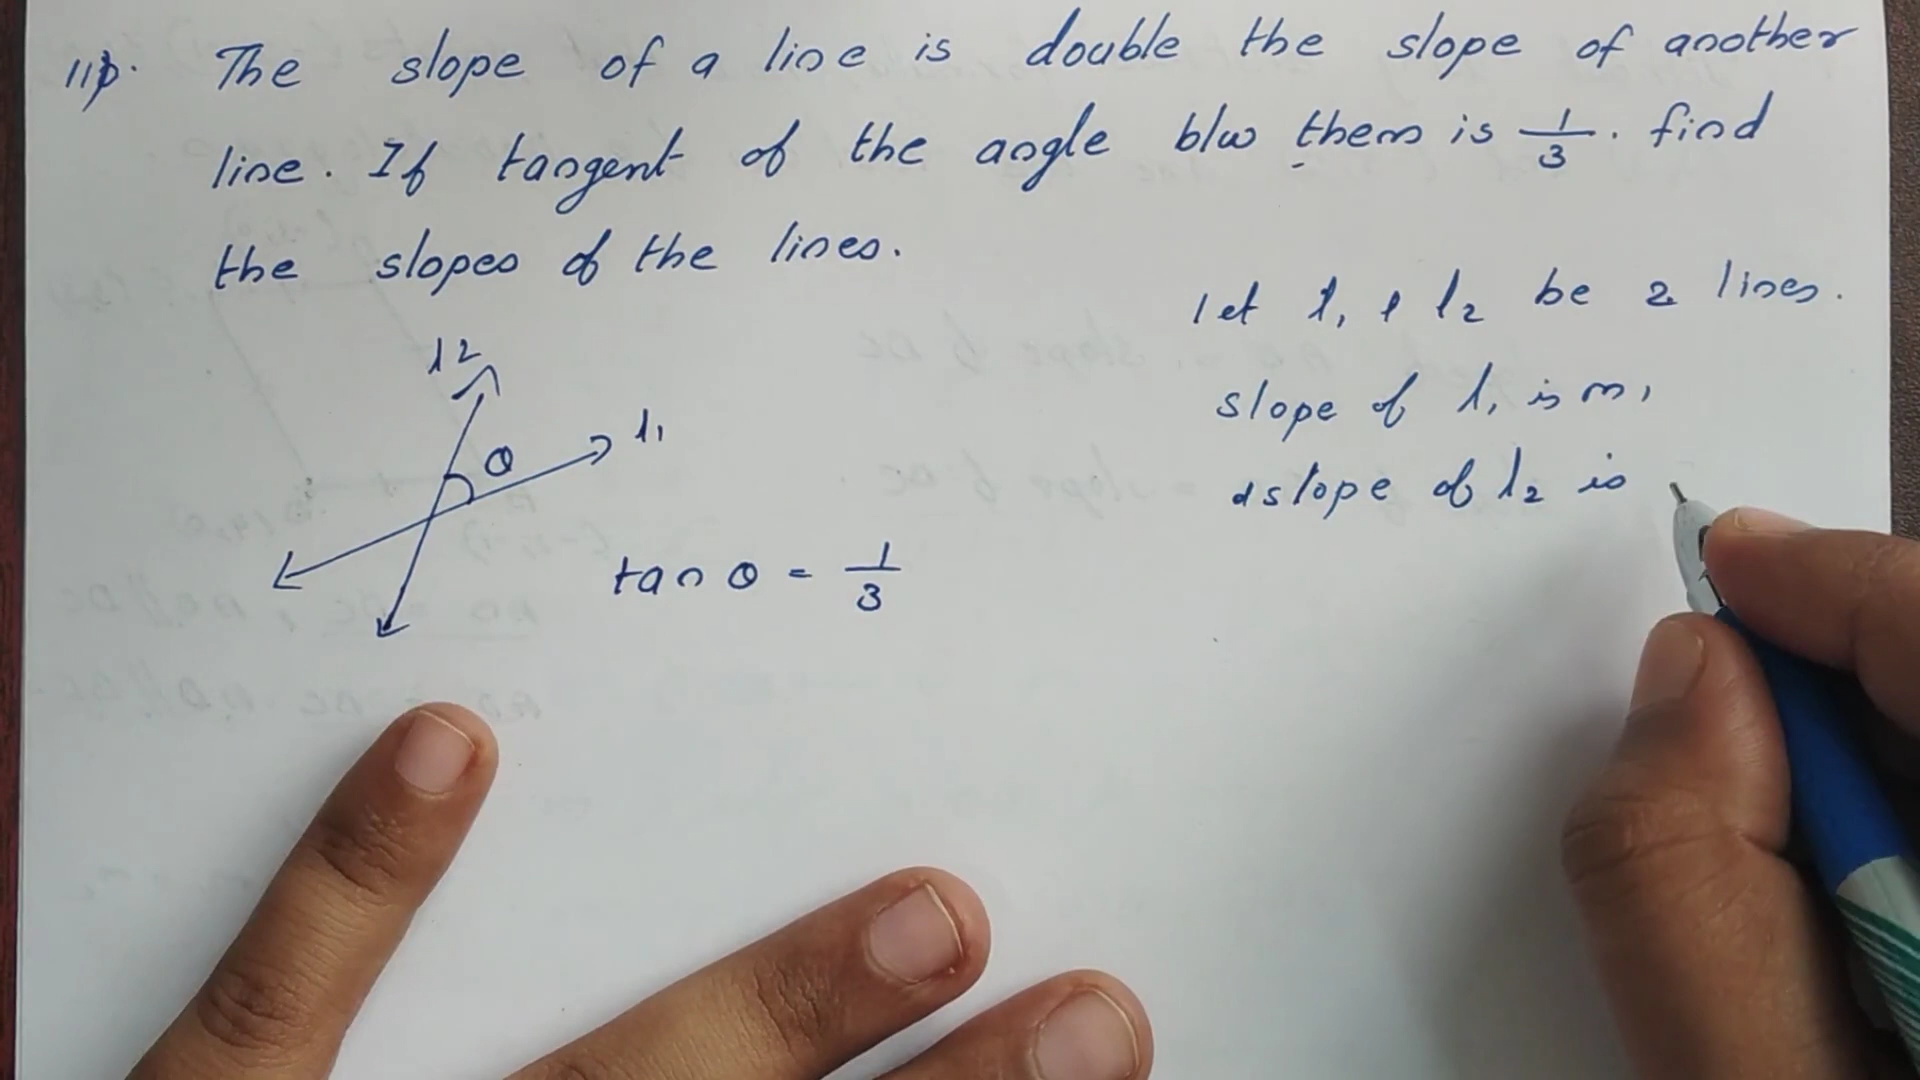 11). The slope of a line is double the slope of another
line. If tangent of the angle b/w them is 1/3. find
the slopes of the lines.
let l₁ & l₂ be 2 lines.
l2
slope of l₁ is m₁
l₁
θ
& slope of l₂ is
tan θ = 1/3